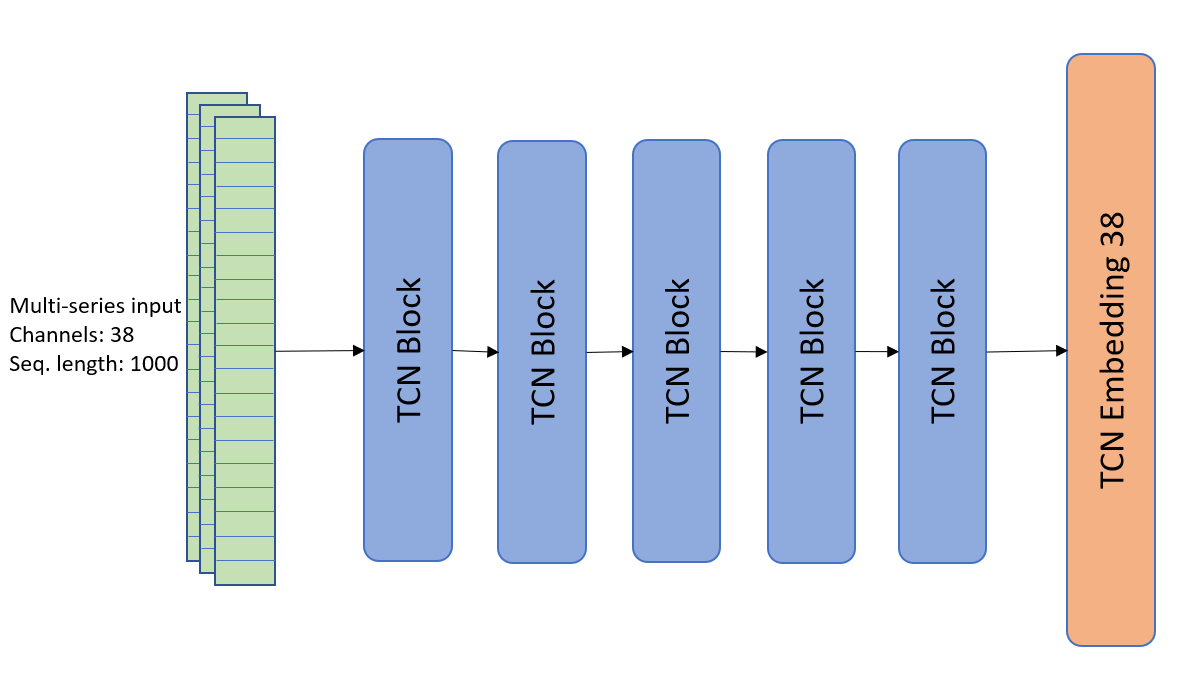 Multi-series input
Channels: 38
Seq. length: 1000
TCN Block
TCN Block
TCN Block
TCN Block
TCN Block
TCN Embedding 38